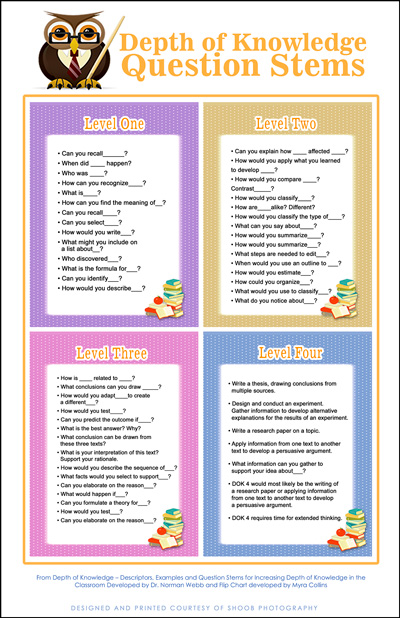 Depth of Knowledge
Question Stems
Level One
• Can you recall______?
• When did ____ happen?
• Who was ____?
• How can you recognize____?
• What is____?
• How can you find the meaning of__?
• Can you recall____?
• Can you select____?
• How would you write___?
• What might you include on
a list about__?
• Who discovered___?
• What is the formula for___?
• Can you identify___?
• How would you describe___?
Level Two
• Can you explain how ____ affected ____?
• How would you apply what you learned
to develop ____?
• How would you compare ____?
Contrast_____?
• How would you classify____?
• How are____alike? Different?
• How would you classify the type of____?
• What can you say about____?
• How would you summarize____?
• How would you summarize___?
• What steps are needed to edit___?
• When would you use an outline to ___?
• How would you estimate___?
• How could you organize___?
• What would you use to classify___?
• What do you notice about___?
Level Three
• How is ____ related to ____?
• What conclusions can you draw _____?
• How would you adapt____to create
a different___?
• How would you test____?
• Can you predict the outcome if____?
• What is the best answer? Why?
• What conclusion can be drawn from
these three texts?
• What is your interpretation of this text?
Support your rationale.
• How would you describe the sequence of___?
• What facts would you select to support___?
• Can you elaborate on the reason____?
• What would happen if___?
• Can you formulate a theory for___?
• How would you test___?
• Can you elaborate on the reason___?
Level Four
• Write a thesis, drawing conclusions from
multiple sources.
• Design and conduct an experiment.
Gather information to develop alternative
explanations for the results of an experiment.
• Write a research paper on a topic.
• Apply information from one text to another
text to develop a persuasive argument.
• What information can you gather to
support your idea about___?
• DOK 4 would most likely be the writing of
a research paper or applying information
from one text to another text to develop
a persuasive argument.
• DOK 4 requires time for extended thinking.
From Depth of Knowledge – Descriptors, Examples and Question Stems for Increasing Depth of Knowledge in the
Classroom Developed by Dr. Norman Webb and Flip Chart developed by Myra Collins
DESIGNED AND PRINTED COURTESY OF SHOOB PHOTOGRAPHY